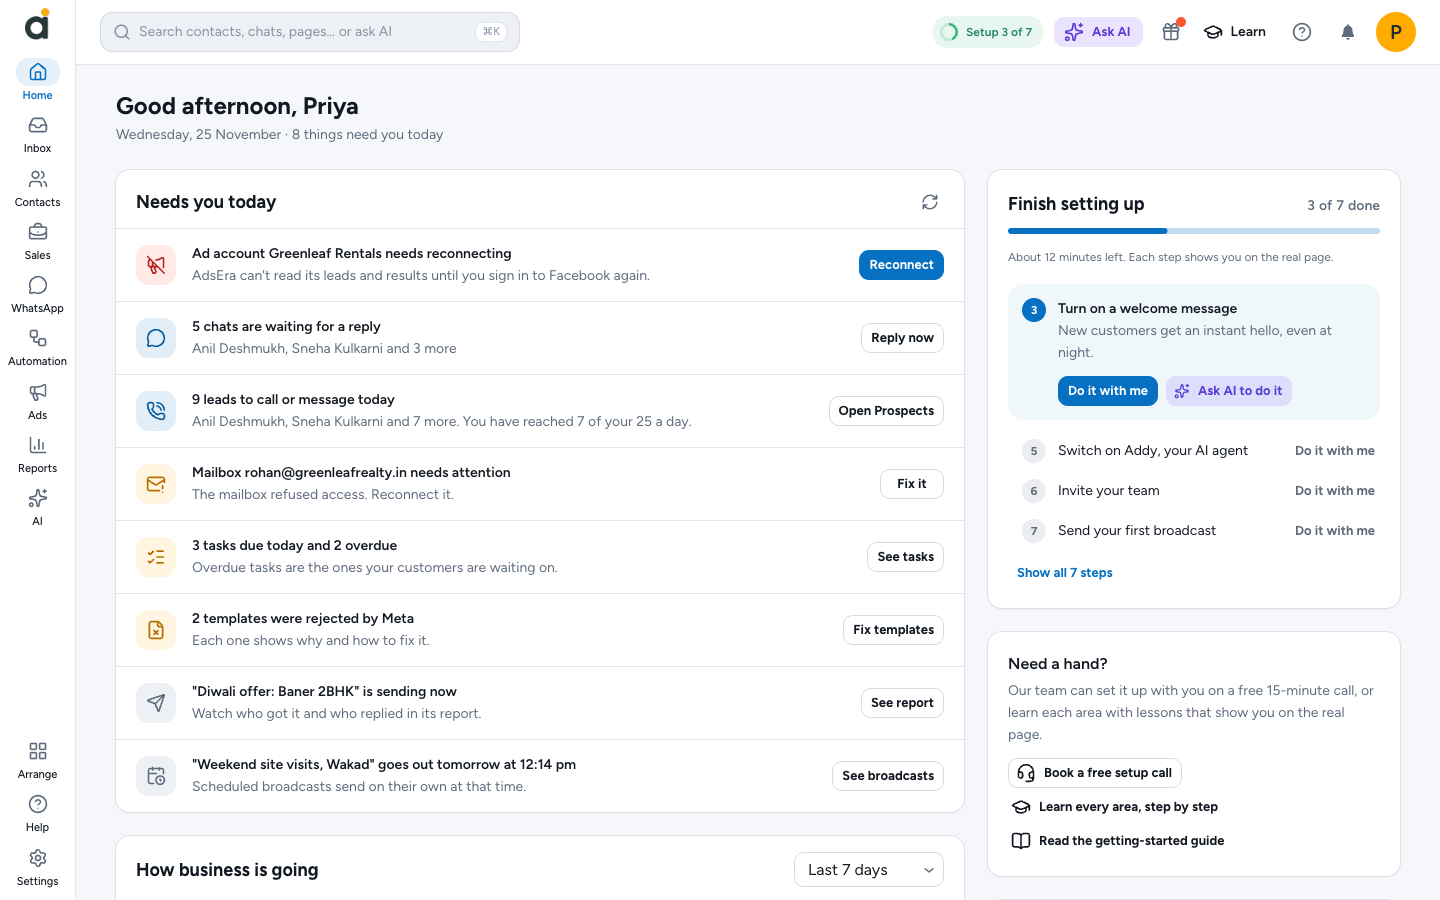 a
Search contacts, chats, pages... or ask AI
⌘K
Setup 3 of 7
Ask AI
Learn
P
Home
Inbox
Contacts
Sales
WhatsApp
Automation
Ads
Reports
AI
Arrange
Help
Settings
Good afternoon, Priya
Wednesday, 25 November · 8 things need you today
Needs you today
Ad account Greenleaf Rentals needs reconnecting
AdsEra can't read its leads and results until you sign in to Facebook again.
Reconnect
5 chats are waiting for a reply
Anil Deshmukh, Sneha Kulkarni and 3 more
Reply now
9 leads to call or message today
Anil Deshmukh, Sneha Kulkarni and 7 more. You have reached 7 of your 25 a day.
Open Prospects
Mailbox rohan@greenleafrealty.in needs attention
The mailbox refused access. Reconnect it.
Fix it
3 tasks due today and 2 overdue
Overdue tasks are the ones your customers are waiting on.
See tasks
2 templates were rejected by Meta
Each one shows why and how to fix it.
Fix templates
"Diwali offer: Baner 2BHK" is sending now
Watch who got it and who replied in its report.
See report
"Weekend site visits, Wakad" goes out tomorrow at 12:14 pm
Scheduled broadcasts send on their own at that time.
See broadcasts
How business is going
Last 7 days
Finish setting up
3 of 7 done
About 12 minutes left. Each step shows you on the real page.
3
Turn on a welcome message
New customers get an instant hello, even at
night.
Do it with me
Ask AI to do it
5
Switch on Addy, your AI agent
Do it with me
6
Invite your team
Do it with me
7
Send your first broadcast
Do it with me
Show all 7 steps
Need a hand?
Our team can set it up with you on a free 15-minute call, or
learn each area with lessons that show you on the real
page.
Book a free setup call
Learn every area, step by step
Read the getting-started guide